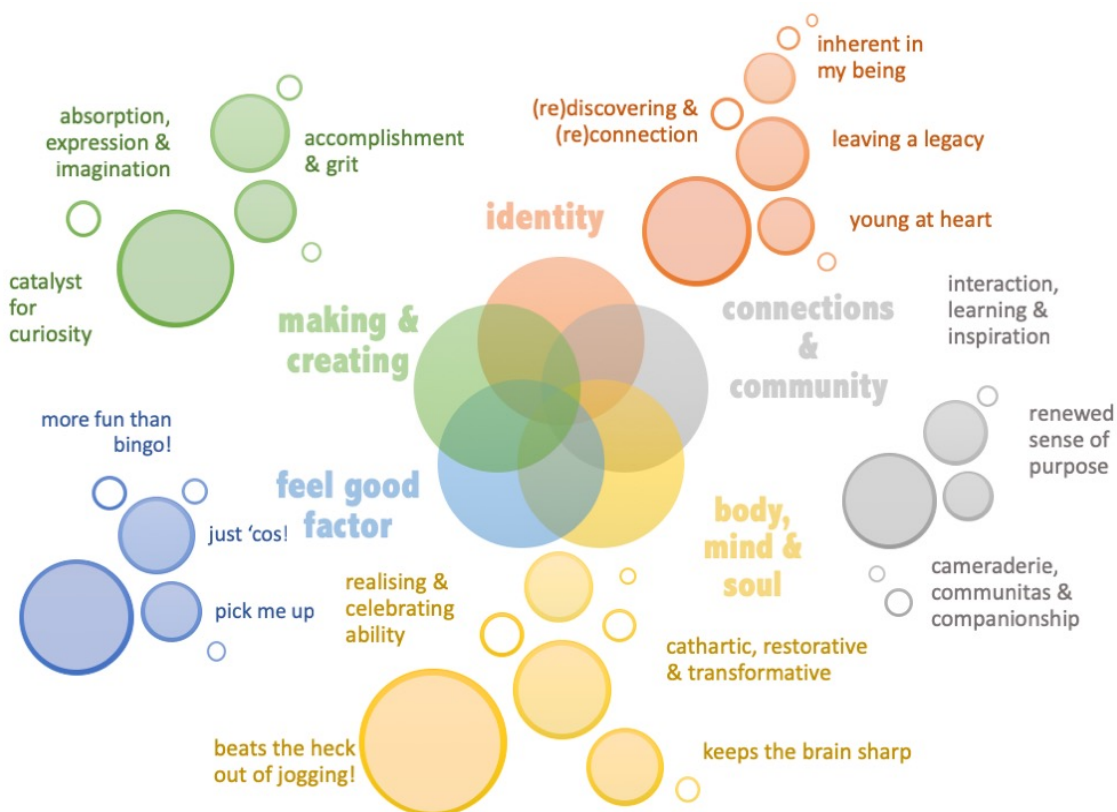 inherent in
my being
(re)discovering &
(re)connection
leaving a legacy
young at heart
identity
absorption,
expression &
imagination
accomplishment
& grit
catalyst
for
curiosity
making &
creating
connections
&
community
interaction,
learning &
inspiration
renewed
sense of
purpose
cameraderie,
communitas &
companionship
more fun than
bingo!
just 'cos!
pick me up
feel good
factor
body,
mind &
soul
realising &
celebrating
ability
cathartic, restorative
& transformative
beats the heck
out of jogging!
keeps the brain sharp